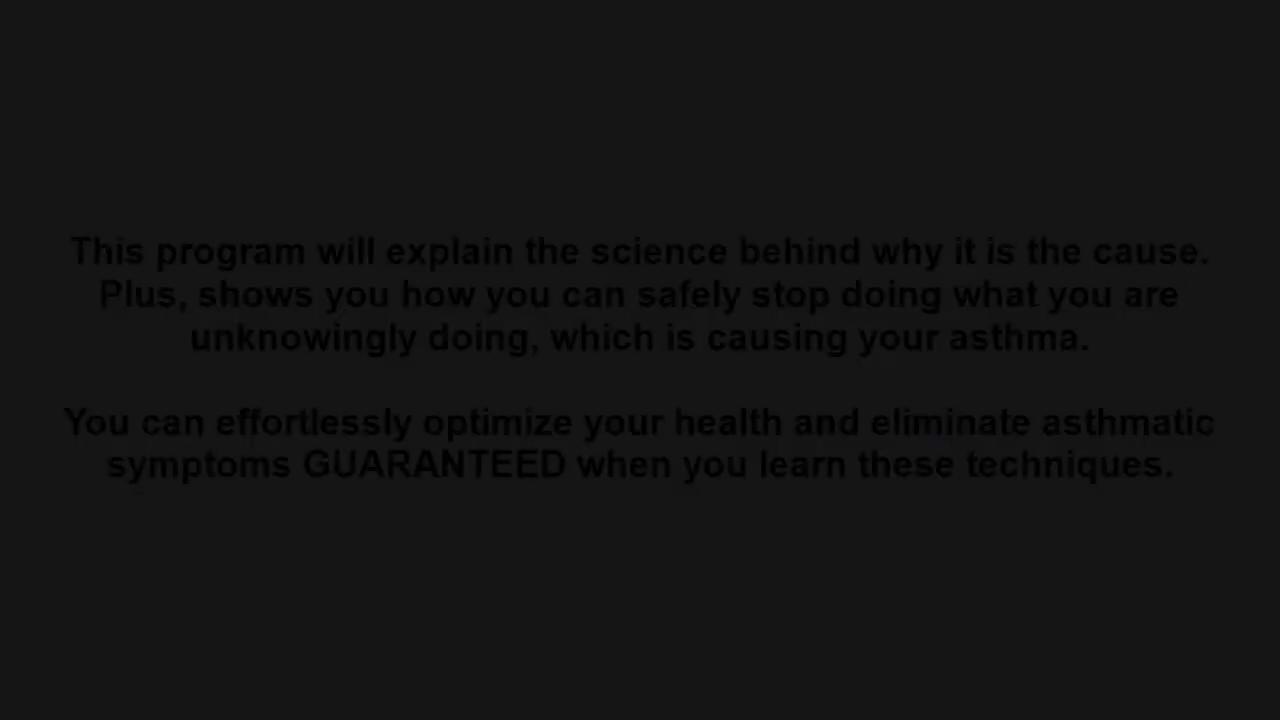 This program will explain the science behind why it is the cause.
Plus, shows you how you can safely stop doing what you are
unknowingly doing, which is causing your asthma.
You can effortlessly optimize your health and eliminate asthmatic
symptoms GUARANTEED when you learn these techniques.